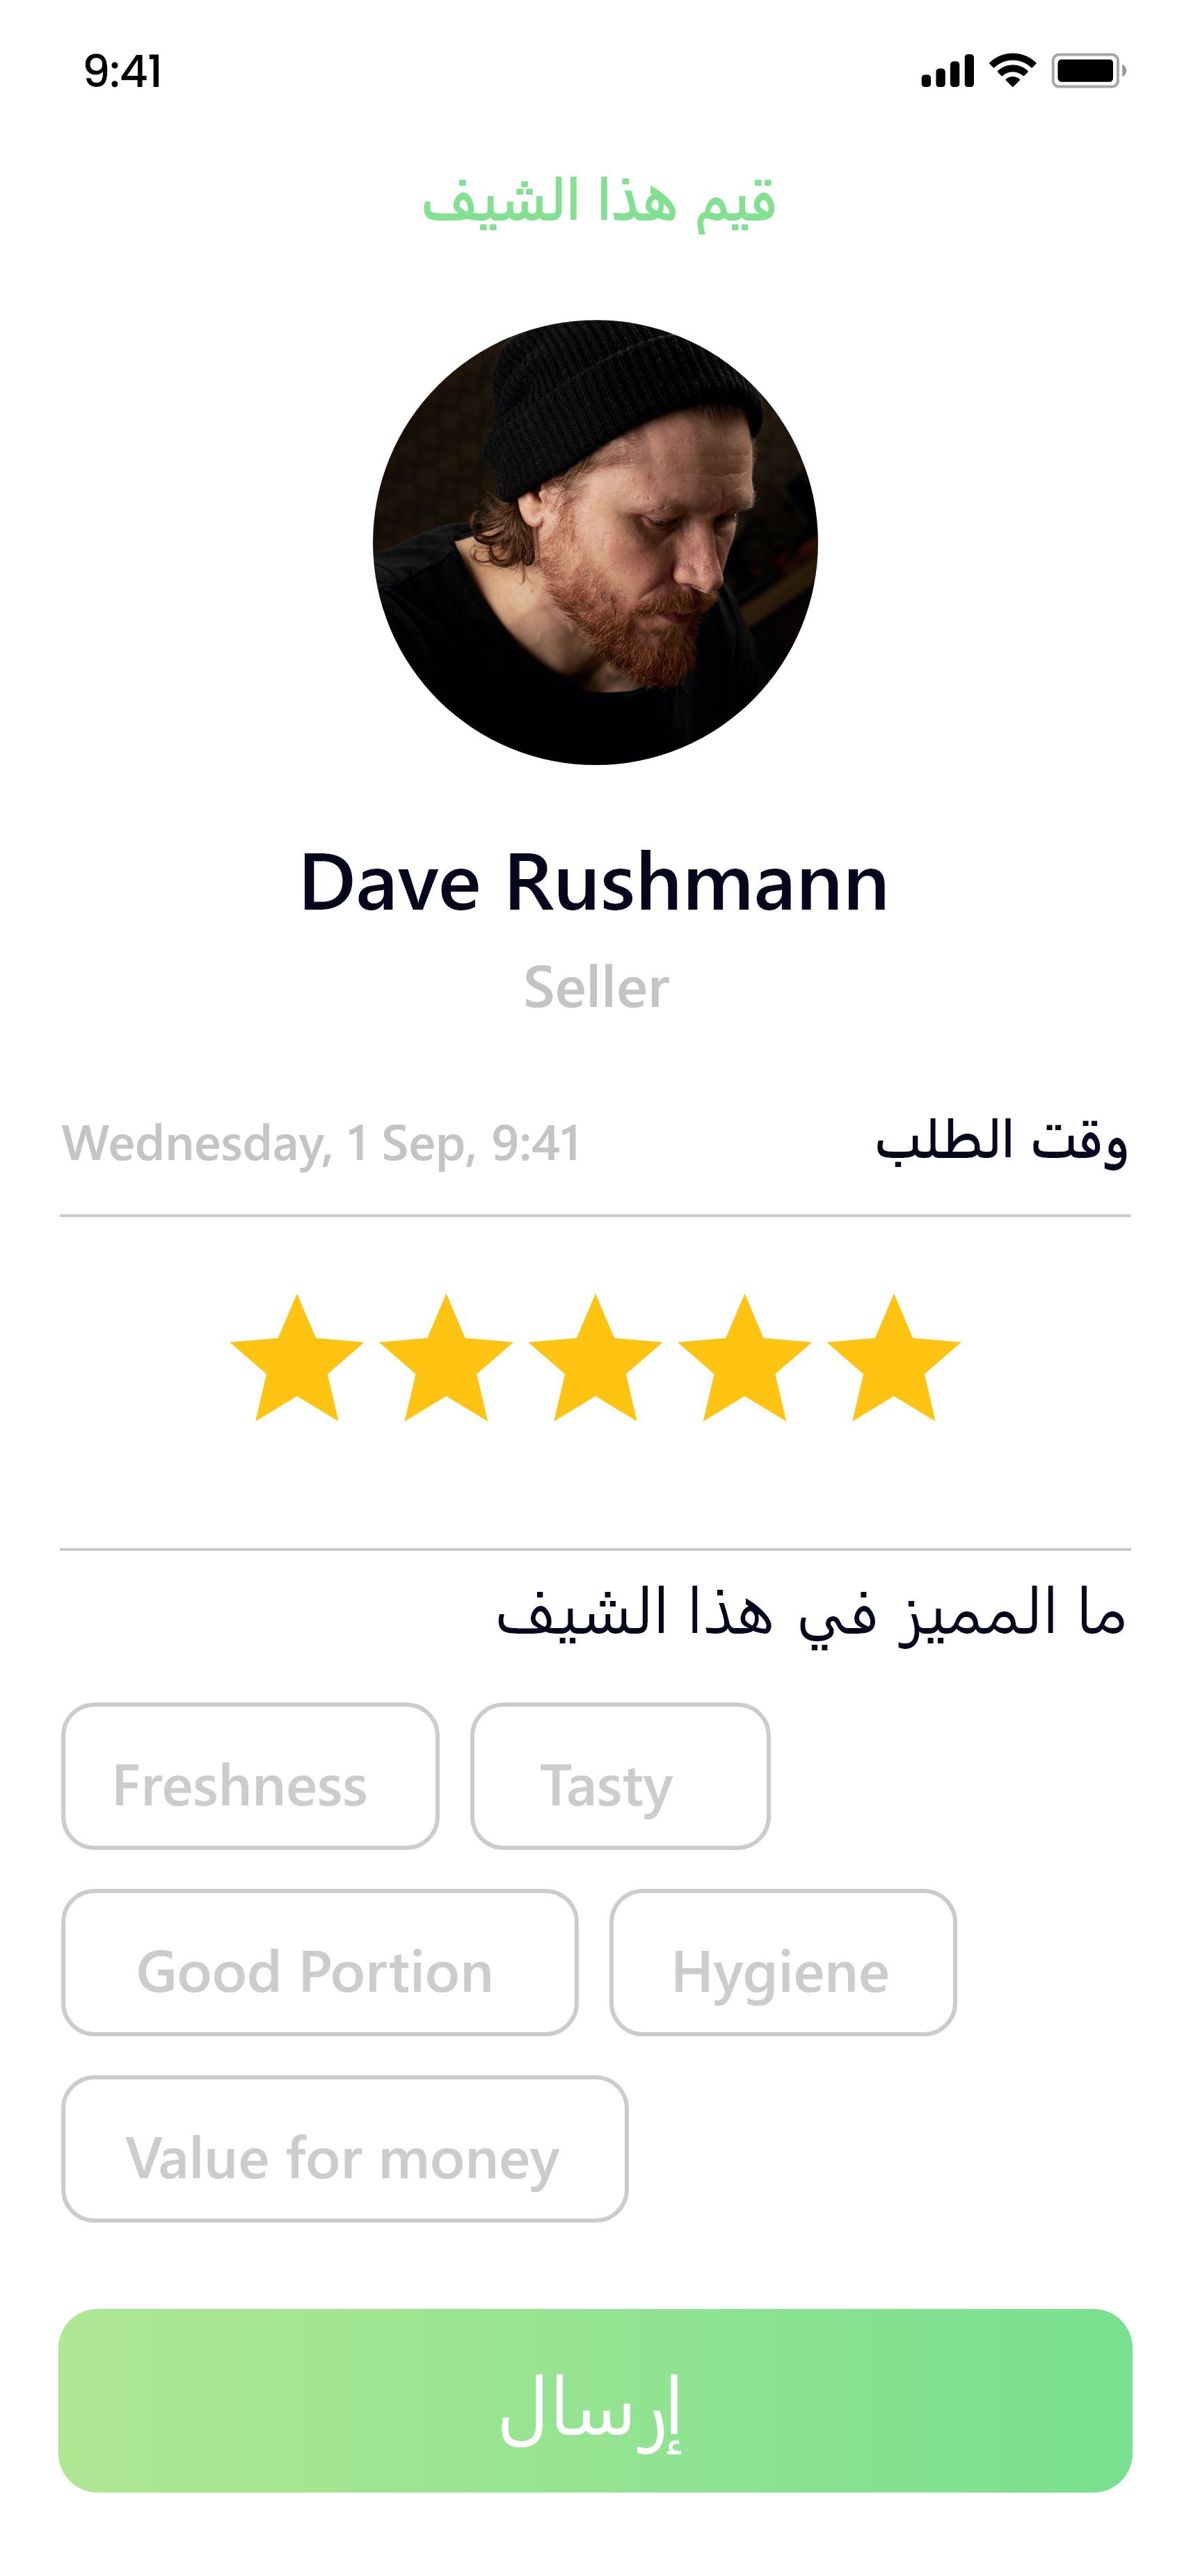 9:41
قيم هذا الشيف
Dave Rushmann
Seller
وقت الطلب
Wednesday, 1 Sep, 9:41
ما المميز في هذا الشيف
Freshness
Tasty
Good Portion
Hygiene
Value for money
إرسال